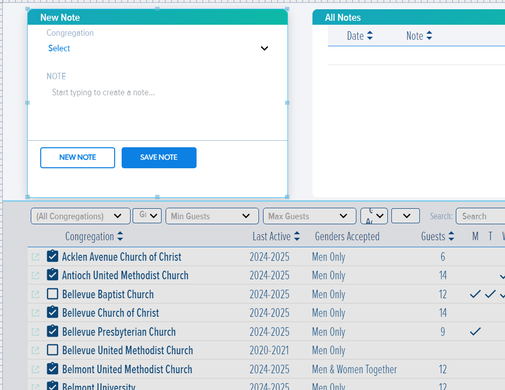 New Note
Congregation
Select
NOTE
Start typing to create a note...
NEW NOTE SAVE NOTE
All Notes
Date Note
(All Congregations) Min Guests Max Guests Search: Search
Congregation Last Active Genders Accepted Guests M T
Acklen Avenue Church of Christ 2024-2025 Men Only 6
Antioch United Methodist Church 2024-2025 Men Only 14
Bellevue Baptist Church 2024-2025 Men Only 12
Bellevue Church of Christ 2024-2025 Men Only 14
Bellevue Presbyterian Church 2024-2025 Men Only 9
Bellevue United Methodist Church 2020-2021 Men Only
Belmont United Methodist Church 2024-2025 Men & Women Together 12
Belmont University 2024-2025 Men Only 12